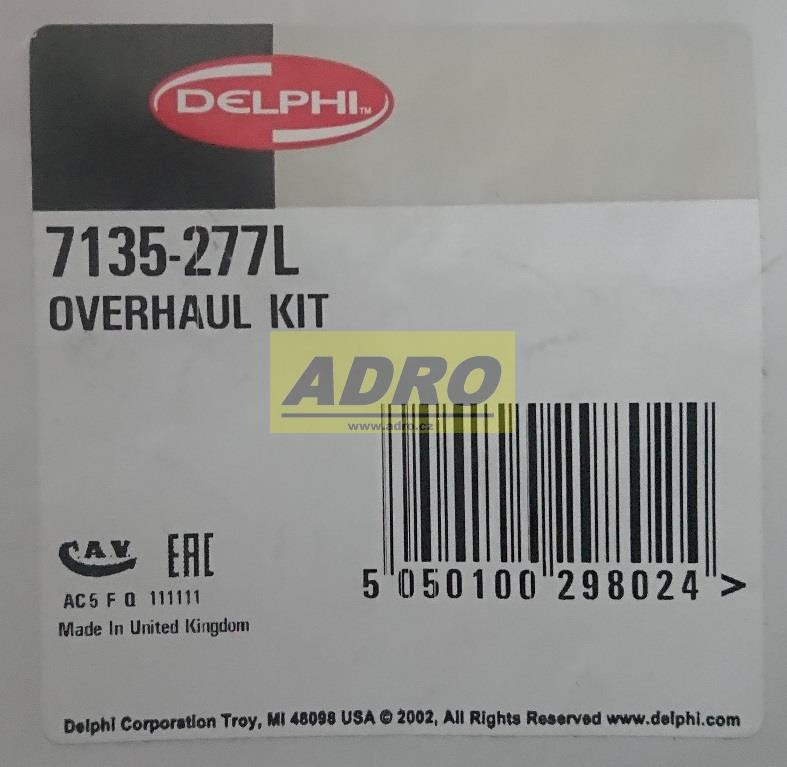 DELPHI™
7135-277L
OVERHAUL KIT
ADRO
www.adro.cz
5 050100 298024 >
C.A.V. EAC
AC5 F Q 111111
Made In United Kingdom
Delphi Corporation Troy, MI 48098 USA © 2002, All Rights Reserved www.delphi.com